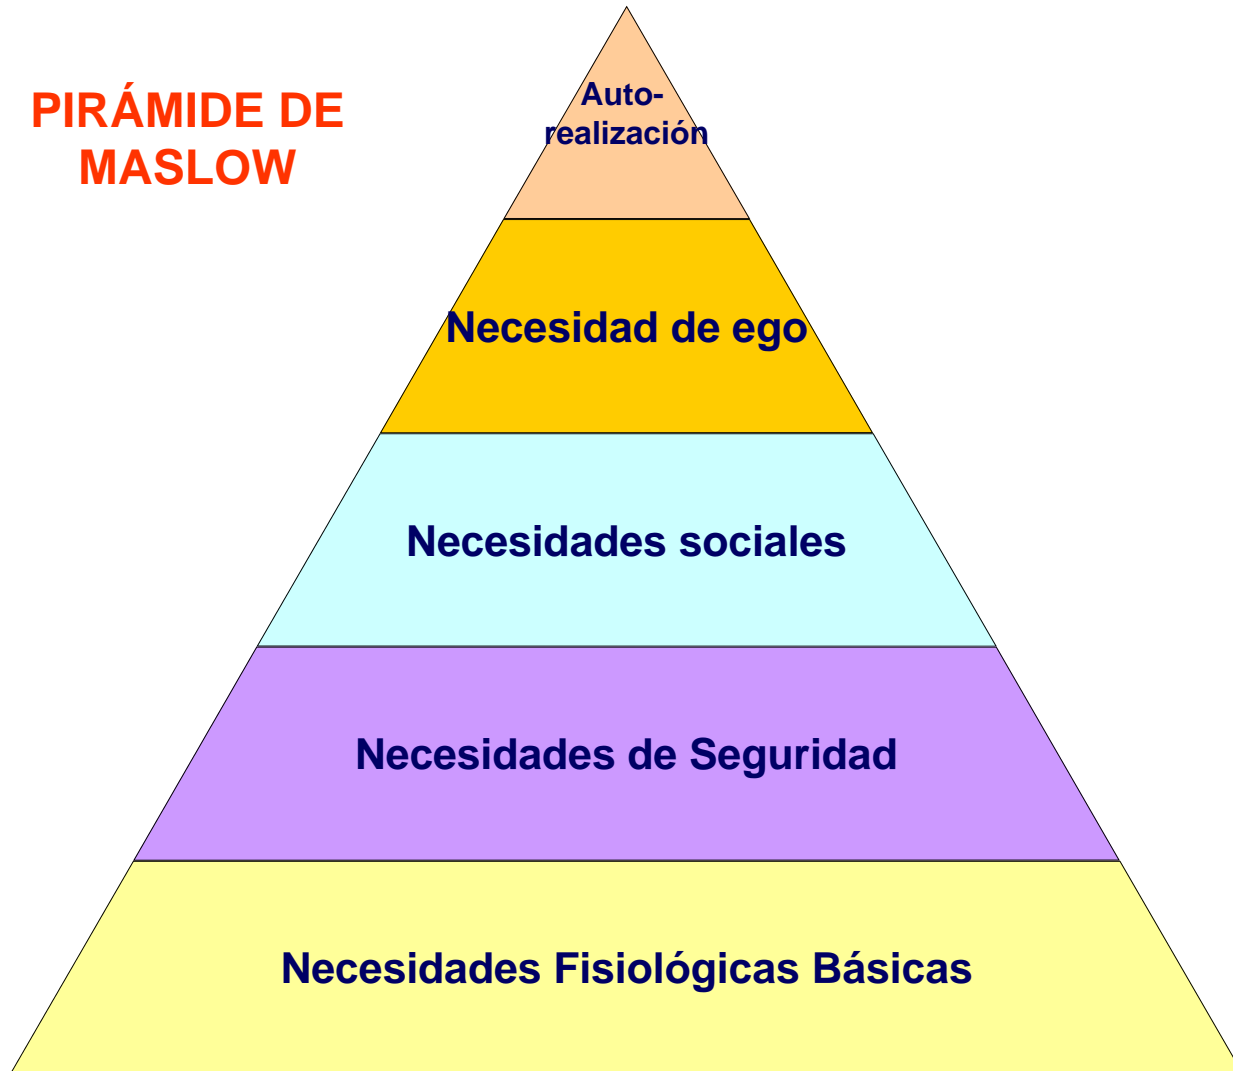 PIRÁMIDE DE
MASLOW
Auto-
realización
Necesidad de ego
Necesidades sociales
Necesidades de Seguridad
Necesidades Fisiológicas Básicas